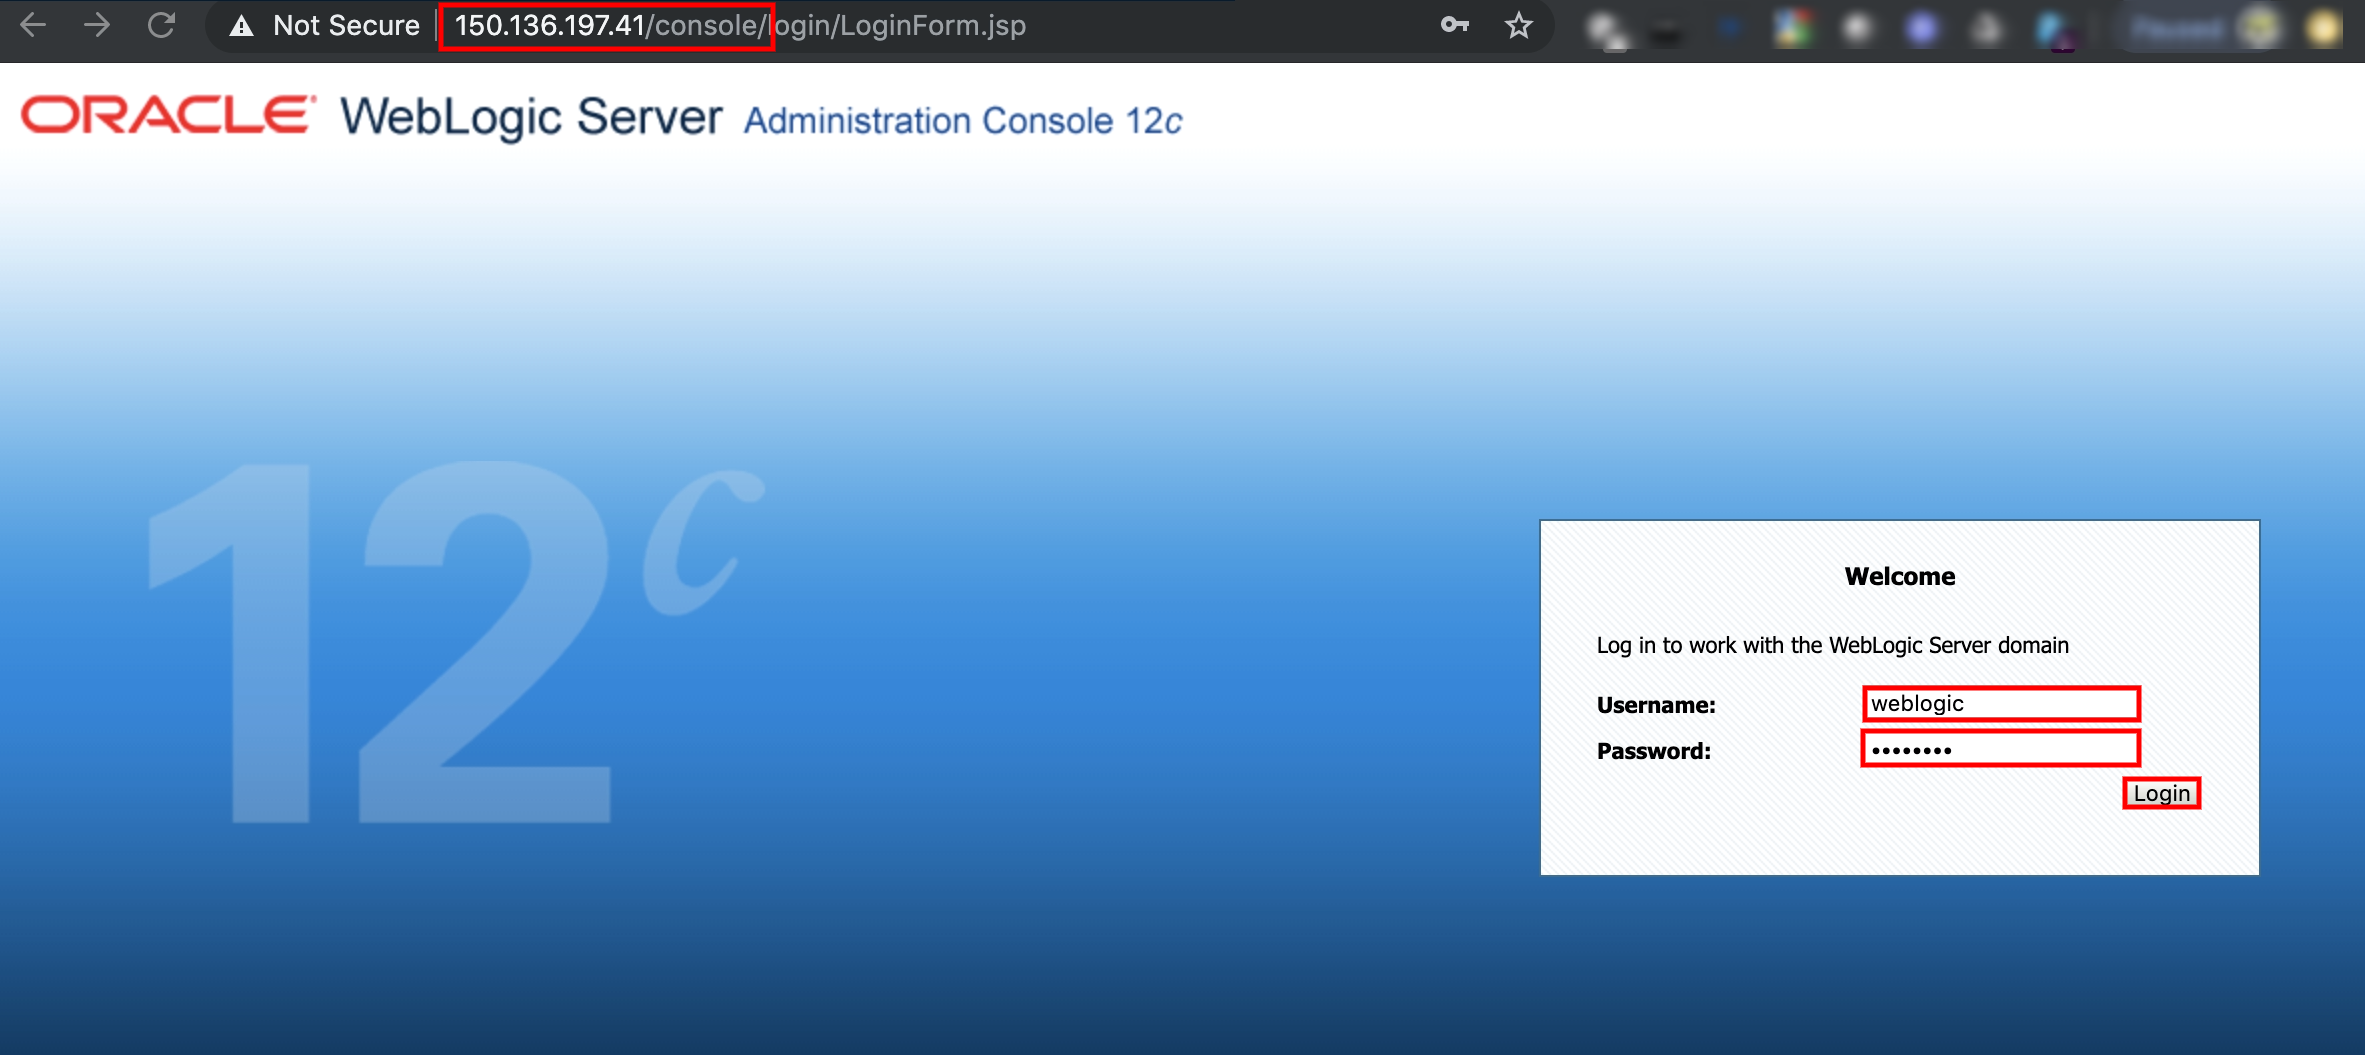 Not Secure | 150.136.197.41/console/login/LoginForm.jsp
ORACLE WebLogic Server Administration Console 12c
12c
Welcome
Log in to work with the WebLogic Server domain
Username: weblogic
Password: ••••••••
Login